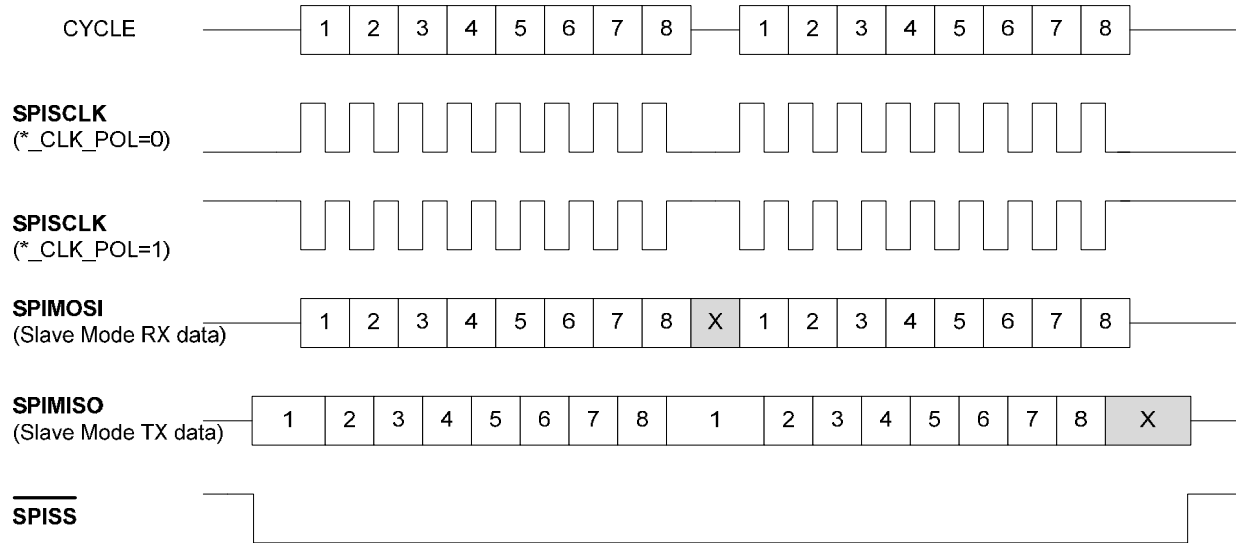 CYCLE 1 2 3 4 5 6 7 8 1 2 3 4 5 6 7 8
SPISCLK
(*_CLK_POL=0)
SPISCLK
(*_CLK_POL=1)
SPIMOSI
(Slave Mode RX data) 1 2 3 4 5 6 7 8 X 1 2 3 4 5 6 7 8
SPIMISO
(Slave Mode TX data) 1 2 3 4 5 6 7 8 1 2 3 4 5 6 7 8 X
SPISS